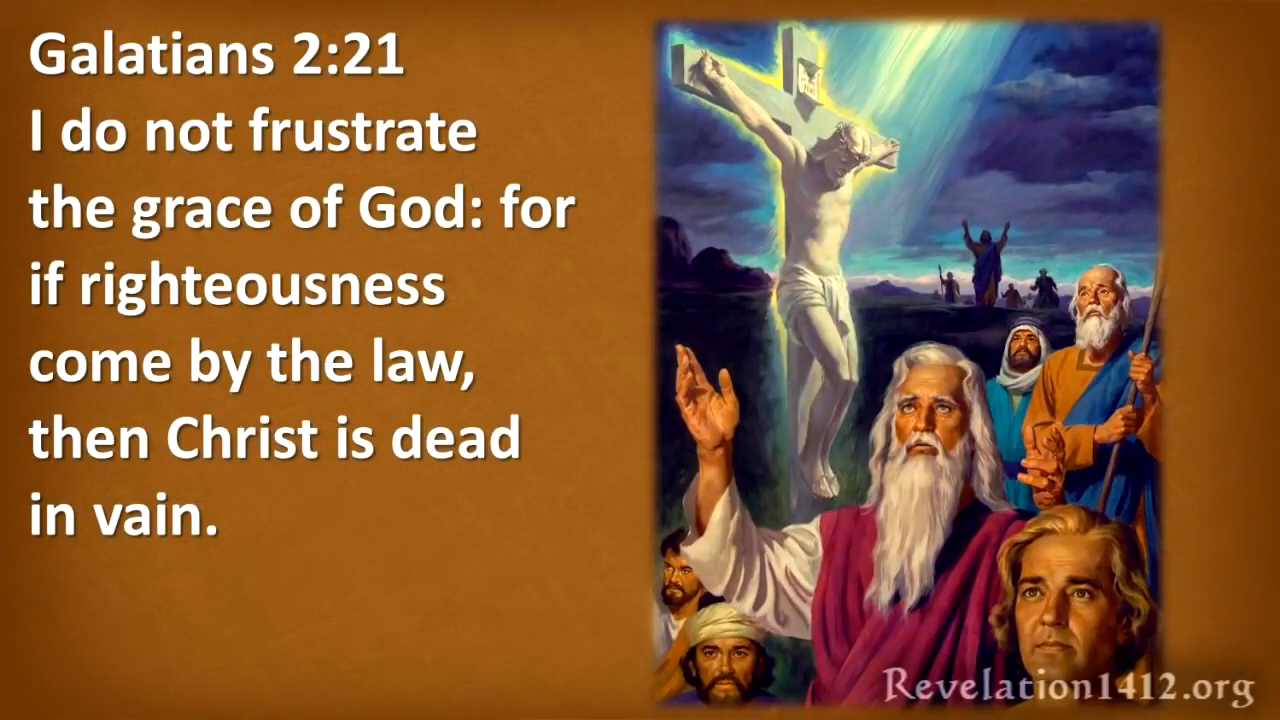 Galatians 2:21
I do not frustrate
the grace of God: for
if righteousness
come by the law,
then Christ is dead
in vain.
Revelation1412.org